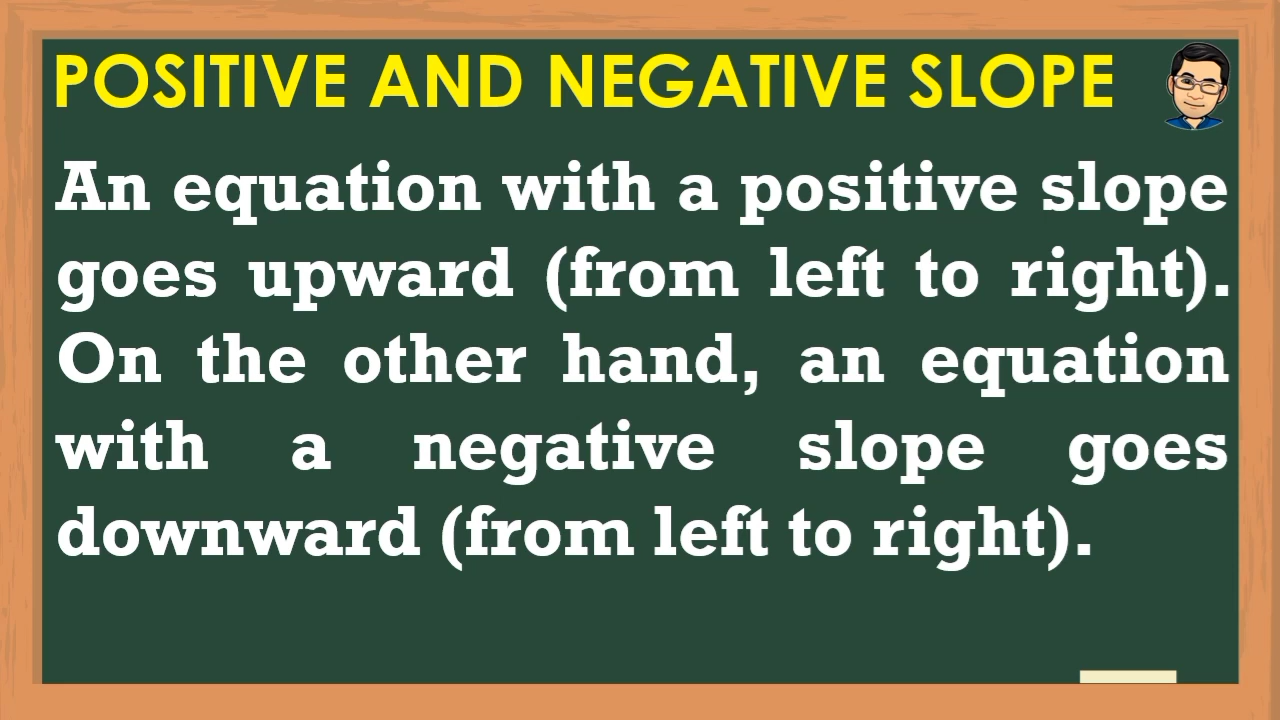 POSITIVE AND NEGATIVE SLOPE
An equation with a positive slope
goes upward (from left to right).
On the other hand, an equation
with a negative slope goes
downward (from left to right).